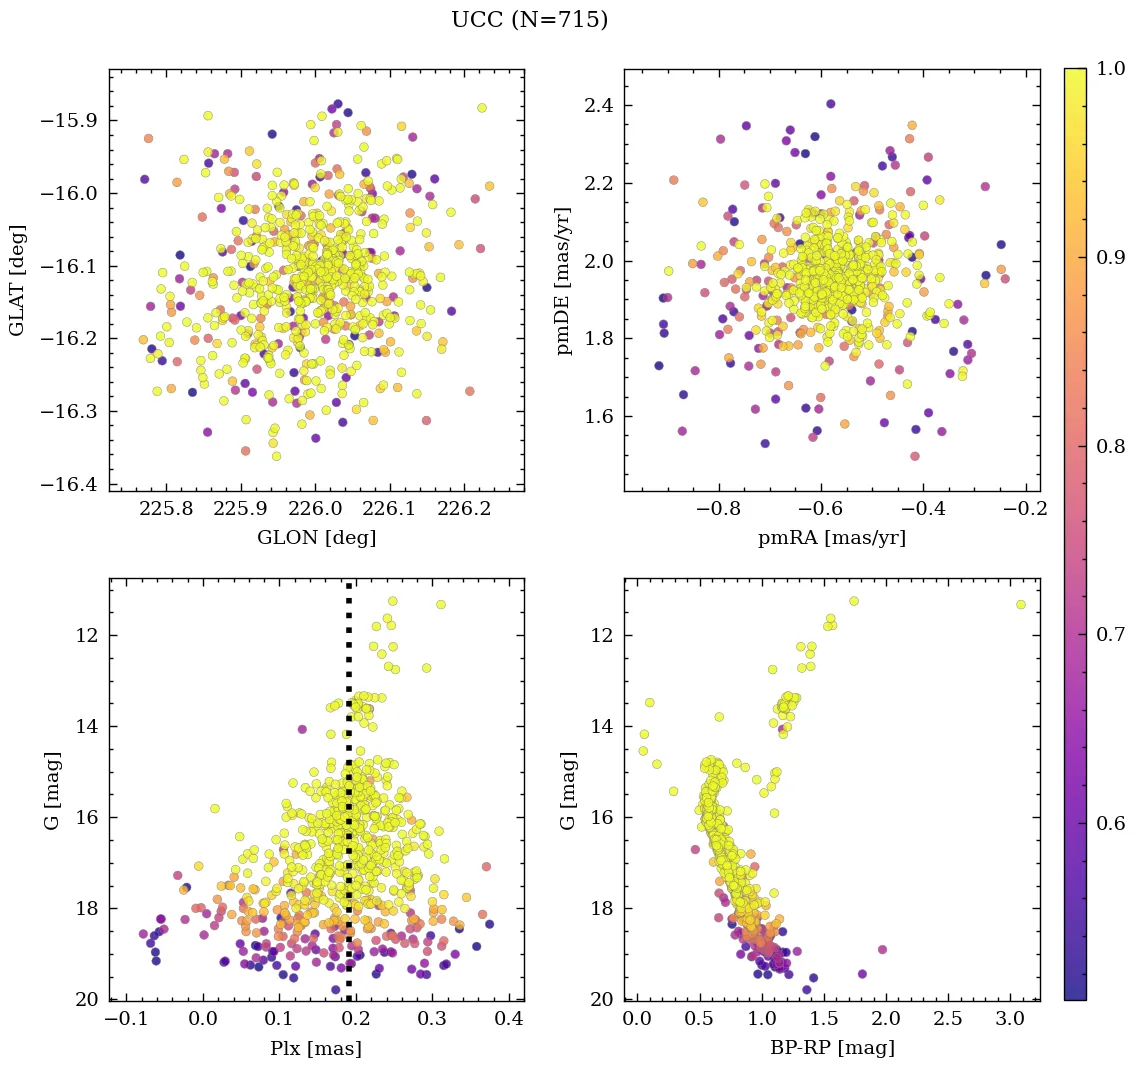 UCC (N=715)
−15.9
−16.0
−16.1
−16.2
−16.3
−16.4
GLAT [deg]
225.8 225.9 226.0 226.1 226.2
GLON [deg]
2.4
2.2
2.0
1.8
1.6
pmDE [mas/yr]
−0.8 −0.6 −0.4 −0.2
pmRA [mas/yr]
1.0
0.9
0.8
0.7
0.6
12
14
16
18
20
G [mag]
−0.1 0.0 0.1 0.2 0.3 0.4
Plx [mas]
12
14
16
18
20
G [mag]
0.0 0.5 1.0 1.5 2.0 2.5 3.0
BP-RP [mag]